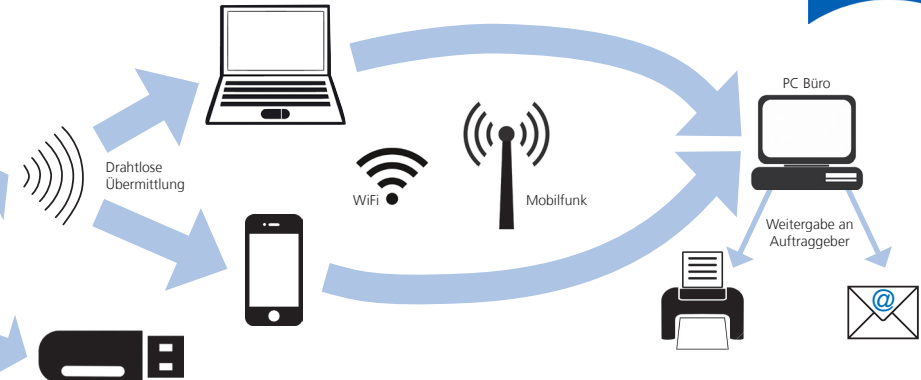 PC Büro
Drahtlose
Übermittlung
WiFi
Mobilfunk
Weitergabe an
Auftraggeber
@